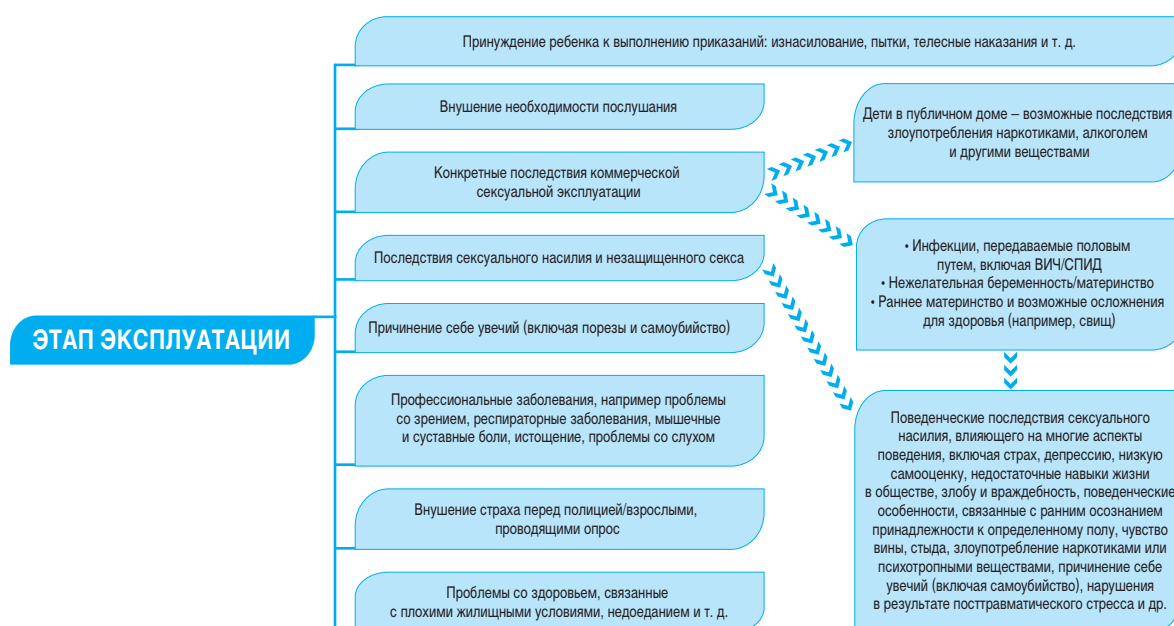 Принуждение ребенка к выполнению приказаний: изнасилование, пытки, телесные наказания и т. д.
Внушение необходимости послушания
Конкретные последствия коммерческой
сексуальной эксплуатации
Последствия сексуального насилия и незащищенного секса
ЭТАП ЭКСПЛУАТАЦИИ
Причинение себе увечий (включая порезы и самоубийство)
Профессиональные заболевания, например проблемы
со зрением, респираторные заболевания, мышечные
и суставные боли, истощение, проблемы со слухом
Внушение страха перед полицией/взрослыми,
проводящими опрос
Проблемы со здоровьем, связанные
с плохими жилищными условиями, недоеданием и т. д.
Дети в публичном доме – возможные последствия
злоупотребления наркотиками, алкоголем
и другими веществами
• Инфекции, передаваемые половым
путем, включая ВИЧ/СПИД
• Нежелательная беременность/материнство
• Раннее материнство и возможные осложнения
для здоровья (например, свищ)
Поведенческие последствия сексуального
насилия, влияющего на многие аспекты
поведения, включая страх, депрессию, низкую
самооценку, недостаточные навыки жизни
в обществе, злобу и враждебность, поведенческие
особенности, связанные с ранним осознанием
принадлежности к определенному полу, чувство
вины, стыда, злоупотребление наркотиками или
психотропными веществами, причинение себе
увечий (включая самоубийство), нарушения
в результате посттравматического стресса и др.